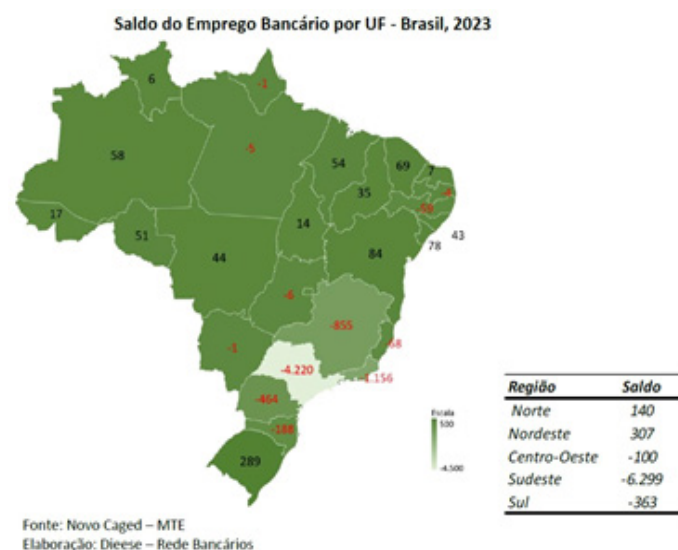 Saldo do Emprego Bancário por UF - Brasil, 2023
6
-1
58
-5
54
69
7
-4
35
-59
17
14
43
51
78
44
84
-6
-855
-68
-1
-4.220
-1.156
-464
-188
289
Escala
500
-4.500
Região Saldo
Norte 140
Nordeste 307
Centro-Oeste -100
Sudeste -6.299
Sul -363
Fonte: Novo Caged – MTE
Elaboração: Dieese – Rede Bancários